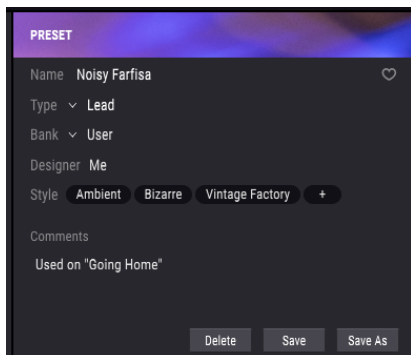 PRESET
Name Noisy Farfisa
Type Lead
Bank User
Designer Me
Style Ambient Bizarre Vintage Factory +
Comments
Used on "Going Home"
Delete Save Save As